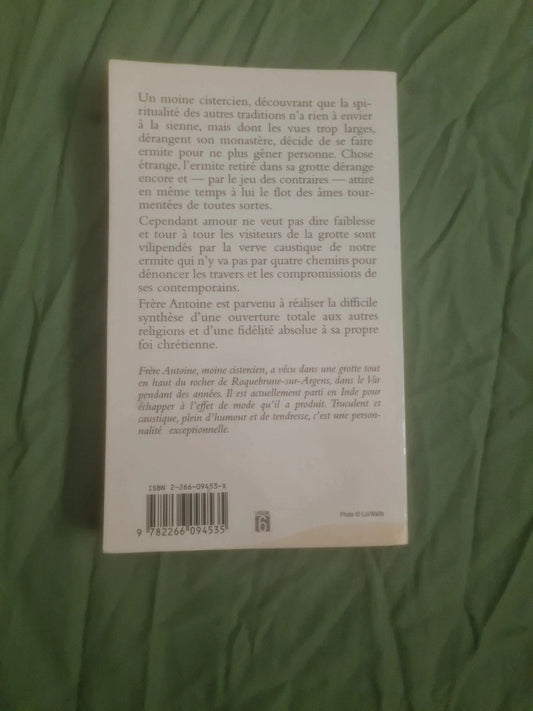 Un moine cistercien, découvrant que la spi-
ritualité des autres traditions n'a rien à envier
à la sienne, mais dont les vues trop larges,
dérangent son monastère, décide de se faire
ermite pour ne plus gêner personne. Chose
étrange, l'ermite retiré dans sa grotte dérange
encore et — par le jeu des contraires — attire
en même temps à lui le flot des âmes tour-
mentées de toutes sortes.
Cependant amour ne veut pas dire faiblesse
et tour à tour les visiteurs de la grotte sont
vilipendés par la verve caustique de notre
ermite qui n'y va pas par quatre chemins pour
dénoncer les travers et les compromissions de
ses contemporains.
Frère Antoine est parvenu à réaliser la difficile
synthèse d'une ouverture totale aux autres
religions et d'une fidélité absolue à sa propre
foi chrétienne.
Frère Antoine, moine cistercien, a vécu dans une grotte tout
en haut du rocher de Roquebrune-sur-Argens, dans le Var
pendant des années. Il est actuellement parti en Inde pour
échapper à l'effet de mode qu'il a produit. Truculent et
caustique, plein d'humour et de tendresse, c'est une person-
nalité exceptionnelle.
ISBN 2-266-09453-X
9 782266 094535
6
Photo ©